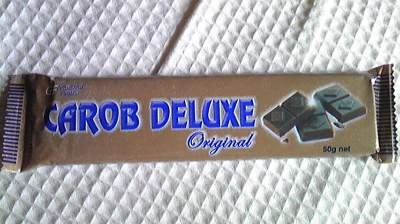 CAROB DELUXE
Original
50g net